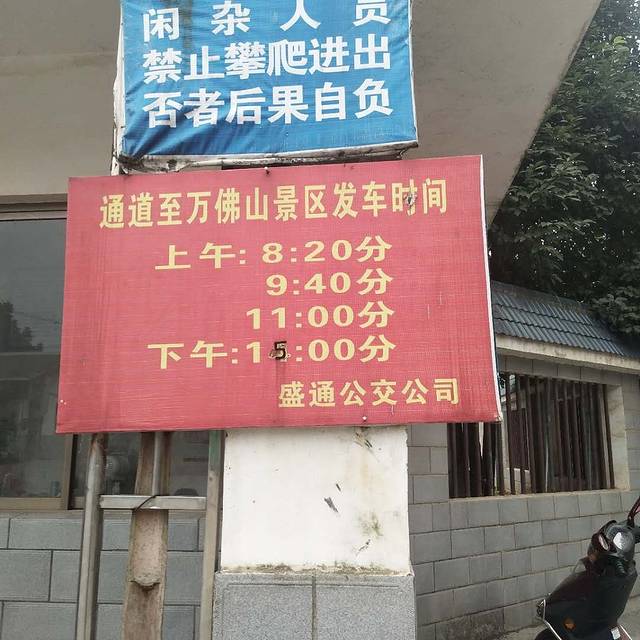 闲杂人员
禁止攀爬进出
否者后果自负
通道至万佛山景区发车时间
上午: 8:20分
9:40分
11:00分
下午:15:00分
盛通公交公司